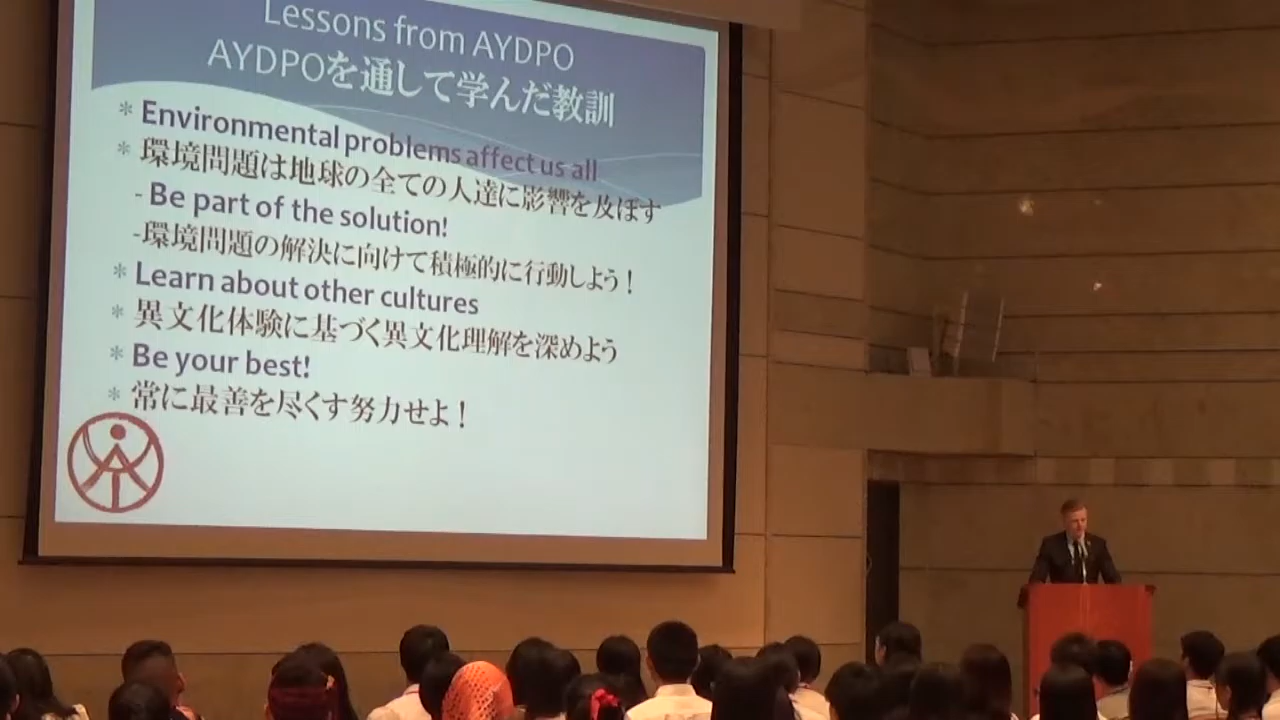 Lessons from AYDPO
AYDPOを通して学んだ教訓
* Environmental problems affect us all
* 環境問題は地球の全ての人達に影響を及ぼす
- Be part of the solution!
-環境問題の解決に向けて積極的に行動しよう！
* Learn about other cultures
* 異文化体験に基づく異文化理解を深めよう
* Be your best!
* 常に最善を尽くす努力せよ！